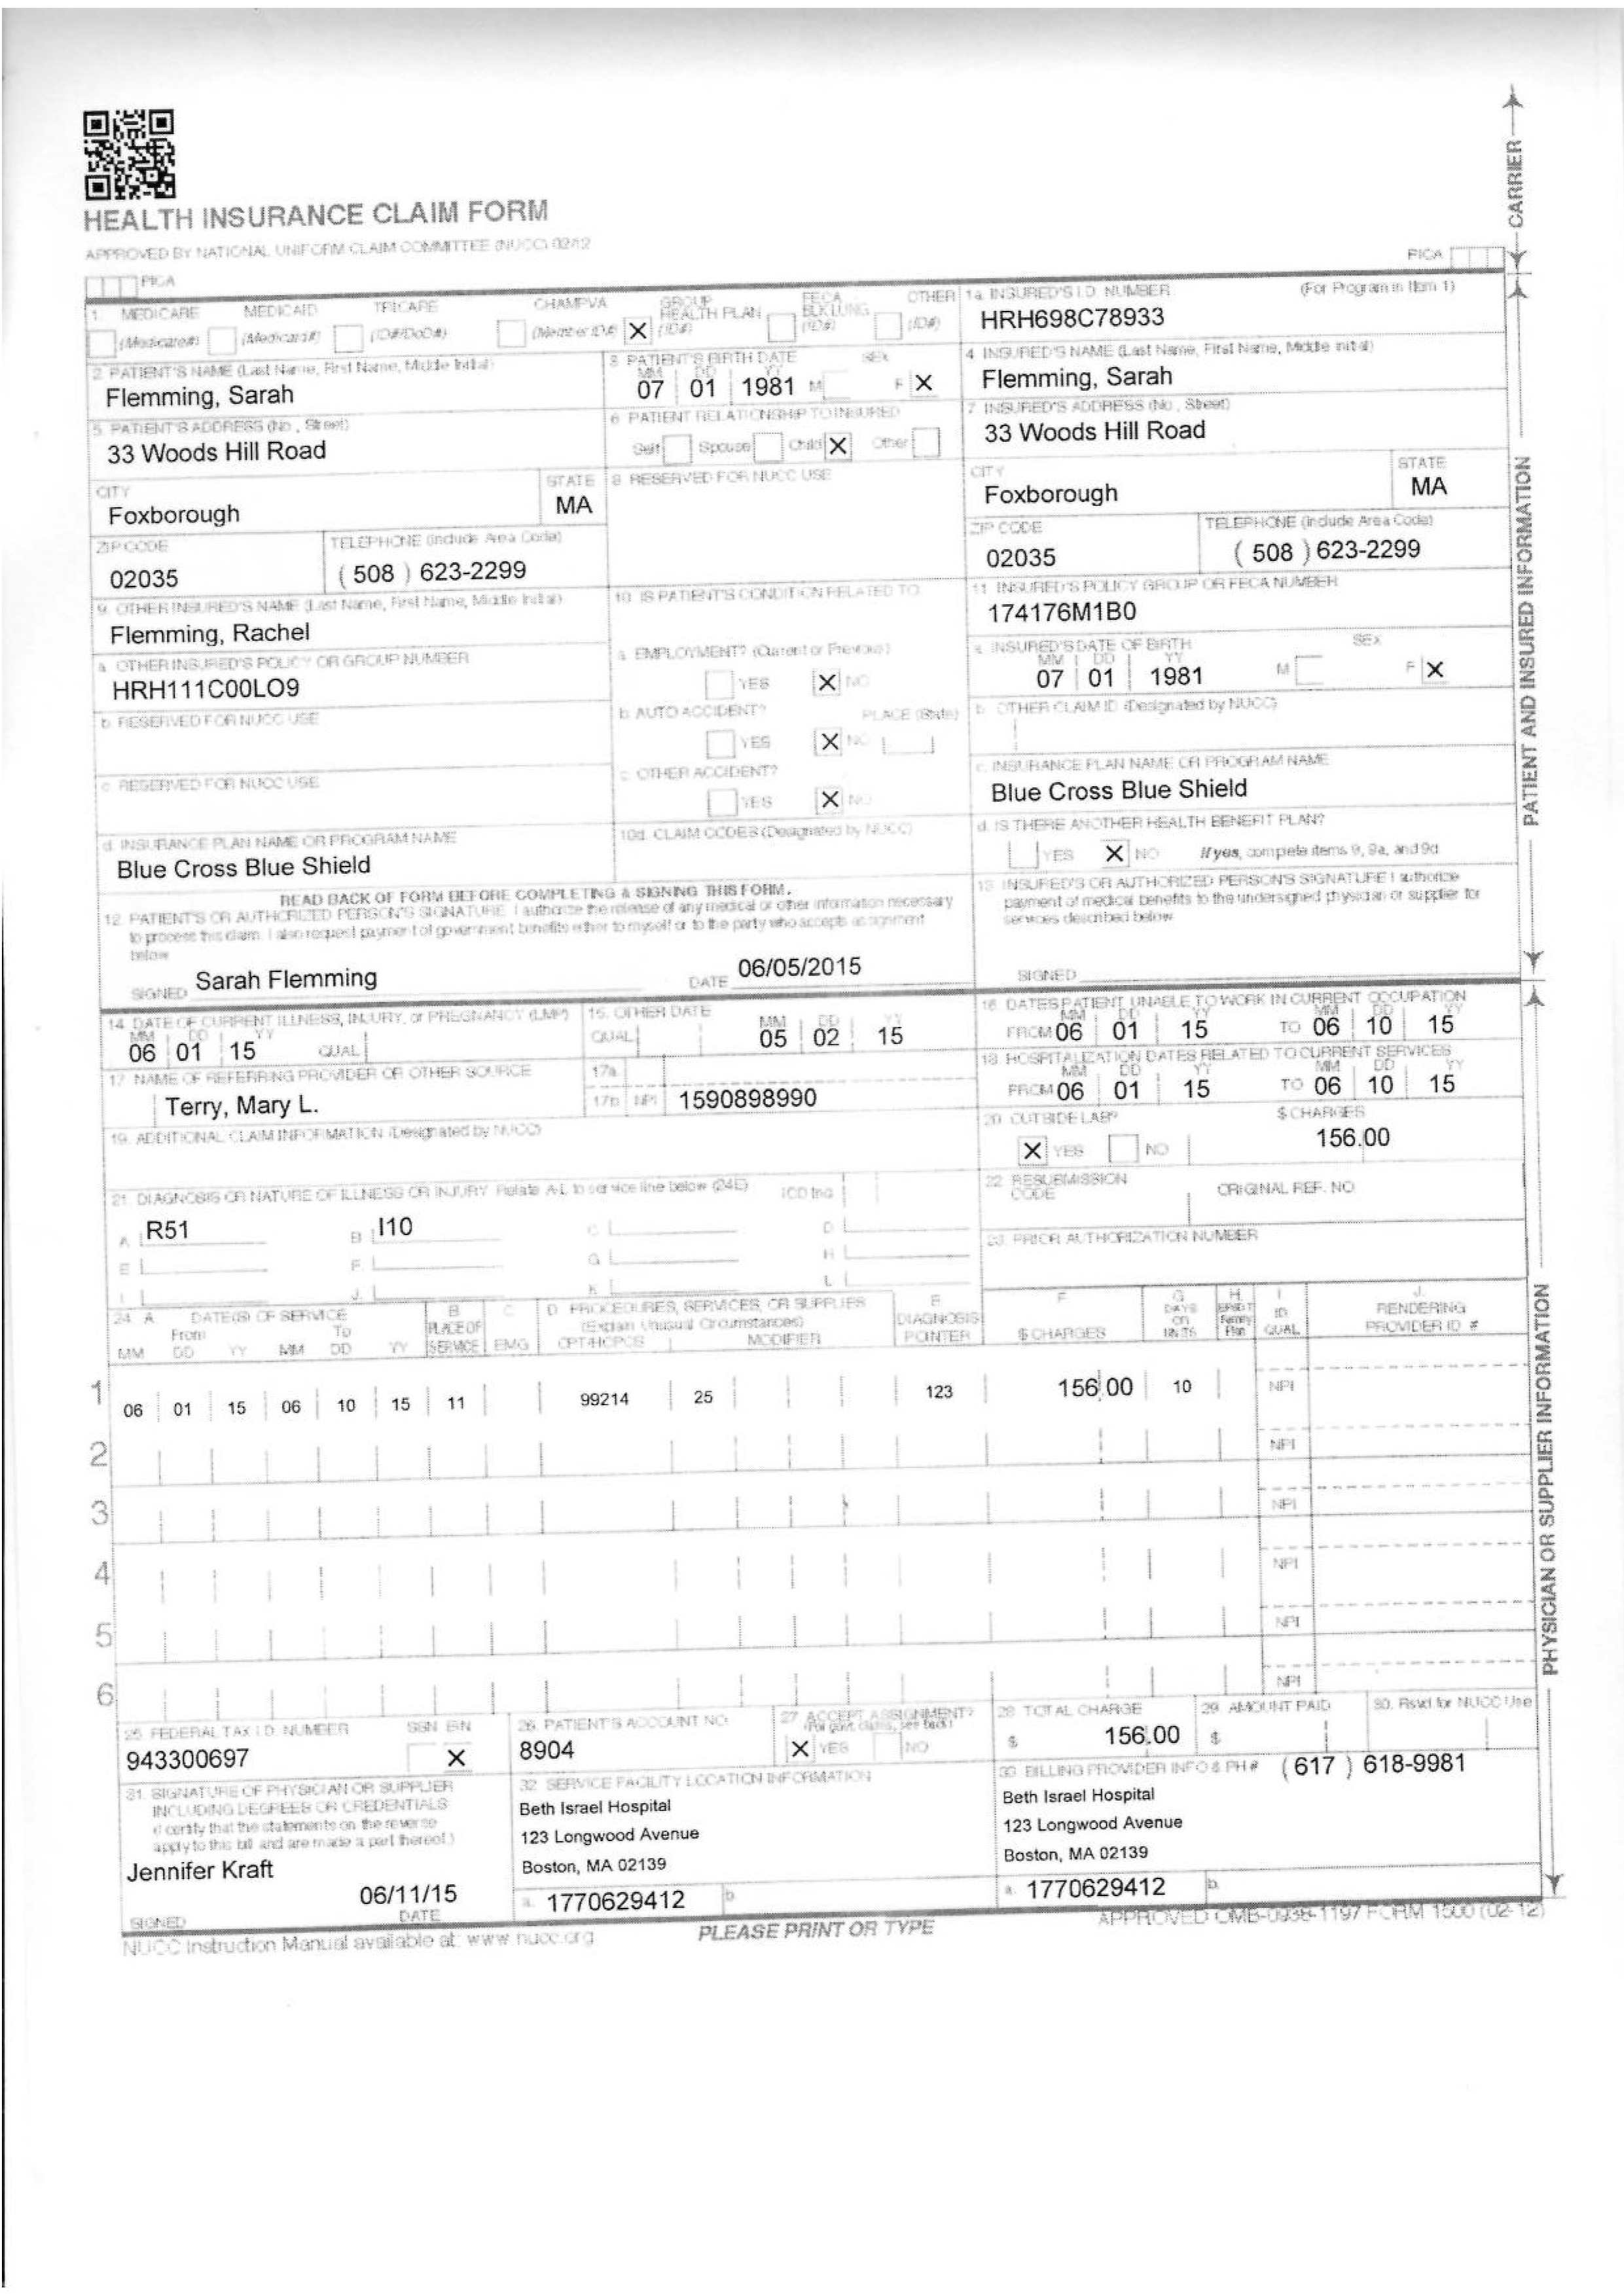 HEALTH INSURANCE CLAIM FORM
APPROVED BY NATIONAL UNIFORM CLAIM COMMITTEE (NUCC) 02/12
PICA
PICA
CARRIER
1. MEDICARE MEDICAID TRICARE CHAMPVA GROUP HEALTH PLAN FECA BLK LUNG OTHER
(Medicare#) (Medicaid#) (ID#/DoD#) (Member ID#) X (ID#) (ID#) (ID#)
1a. INSURED'S I.D. NUMBER (For Program in Item 1)
HRH698C78933
2. PATIENT'S NAME (Last Name, First Name, Middle Initial)
Flemming, Sarah
3. PATIENT'S BIRTH DATE SEX
MM DD YY
07 01 1981 M F X
4. INSURED'S NAME (Last Name, First Name, Middle Initial)
Flemming, Sarah
5. PATIENT'S ADDRESS (No., Street)
33 Woods Hill Road
6. PATIENT RELATIONSHIP TO INSURED
Self Spouse Child X Other
7. INSURED'S ADDRESS (No., Street)
33 Woods Hill Road
CITY STATE
Foxborough MA
8. RESERVED FOR NUCC USE
CITY STATE
Foxborough MA
ZIP CODE TELEPHONE (Include Area Code)
02035 ( 508 ) 623-2299
ZIP CODE TELEPHONE (Include Area Code)
02035 ( 508 ) 623-2299
9. OTHER INSURED'S NAME (Last Name, First Name, Middle Initial)
Flemming, Rachel
10. IS PATIENT'S CONDITION RELATED TO
11. INSURED'S POLICY GROUP OR FECA NUMBER
174176M1B0
a. OTHER INSURED'S POLICY OR GROUP NUMBER
HRH111C00LO9
a. EMPLOYMENT? (Current or Previous)
YES X NO
a. INSURED'S DATE OF BIRTH SEX
MM DD YY
07 01 1981 M F X
b. RESERVED FOR NUCC USE
b. AUTO ACCIDENT? PLACE (State)
YES X NO
b. OTHER CLAIM ID (Designated by NUCC)
c. RESERVED FOR NUCC USE
c. OTHER ACCIDENT?
YES X NO
c. INSURANCE PLAN NAME OR PROGRAM NAME
Blue Cross Blue Shield
d. INSURANCE PLAN NAME OR PROGRAM NAME
Blue Cross Blue Shield
10d. CLAIM CODES (Designated by NUCC)
d. IS THERE ANOTHER HEALTH BENEFIT PLAN?
YES X NO If yes, complete items 9, 9a, and 9d
READ BACK OF FORM BEFORE COMPLETING & SIGNING THIS FORM.
12. PATIENT'S OR AUTHORIZED PERSON'S SIGNATURE I authorize the release of any medical or other information necessary
to process this claim. I also request payment of government benefits either to myself or to the party who accepts assignment
below
SIGNED Sarah Flemming DATE 06/05/2015
13. INSURED'S OR AUTHORIZED PERSON'S SIGNATURE I authorize
payment of medical benefits to the undersigned physician or supplier for
services described below
SIGNED
PATIENT AND INSURED INFORMATION
14. DATE OF CURRENT ILLNESS, INJURY, or PREGNANCY (LMP)
MM DD YY
06 01 15 QUAL
15. OTHER DATE
QUAL MM DD YY
05 02 15
16. DATES PATIENT UNABLE TO WORK IN CURRENT OCCUPATION
MM DD YY MM DD YY
FROM 06 01 15 TO 06 10 15
17. NAME OF REFERRING PROVIDER OR OTHER SOURCE
Terry, Mary L.
17a.
17b. NPI 1590898990
18. HOSPITALIZATION DATES RELATED TO CURRENT SERVICES
MM DD YY MM DD YY
FROM 06 01 15 TO 06 10 15
19. ADDITIONAL CLAIM INFORMATION (Designated by NUCC)
20. OUTSIDE LAB? $ CHARGES
X YES NO 156.00
21. DIAGNOSIS OR NATURE OF ILLNESS OR INJURY Relate A-L to service line below (24E) ICD Ind
A. R51 B. I10 C. D.
E. F. G. H.
I. J. K. L.
22. RESUBMISSION CODE ORIGINAL REF. NO.
23. PRIOR AUTHORIZATION NUMBER
24. A. DATE(S) OF SERVICE B. C. D. PROCEDURES, SERVICES, OR SUPPLIES E. F. G. H. I. J.
From To PLACE OF (Explain Unusual Circumstances) DIAGNOSIS DAYS OR EPSDT Family ID RENDERING
MM DD YY MM DD YY SERVICE EMG CPT/HCPCS MODIFIER POINTER $ CHARGES UNITS Plan QUAL PROVIDER ID #
1 06 01 15 06 10 15 11 99214 25 123 156.00 10 NPI
2 NPI
3 NPI
4 NPI
5 NPI
6 NPI
PHYSICIAN OR SUPPLIER INFORMATION
25. FEDERAL TAX I.D. NUMBER SSN EIN
943300697 X
26. PATIENT'S ACCOUNT NO.
8904
27. ACCEPT ASSIGNMENT?
(For govt. claims, see back)
X YES NO
28. TOTAL CHARGE
$ 156.00
29. AMOUNT PAID
$
30. Rsvd for NUCC Use
31. SIGNATURE OF PHYSICIAN OR SUPPLIER
INCLUDING DEGREES OR CREDENTIALS
(I certify that the statements on the reverse
apply to this bill and are made a part thereof.)
Jennifer Kraft
06/11/15
SIGNED DATE
32. SERVICE FACILITY LOCATION INFORMATION
Beth Israel Hospital
123 Longwood Avenue
Boston, MA 02139
a. 1770629412 b.
33. BILLING PROVIDER INFO & PH # ( 617 ) 618-9981
Beth Israel Hospital
123 Longwood Avenue
Boston, MA 02139
a. 1770629412 b.
NUCC Instruction Manual available at: www.nucc.org
PLEASE PRINT OR TYPE
APPROVED OMB-0938-1197 FORM 1500 (02-12)